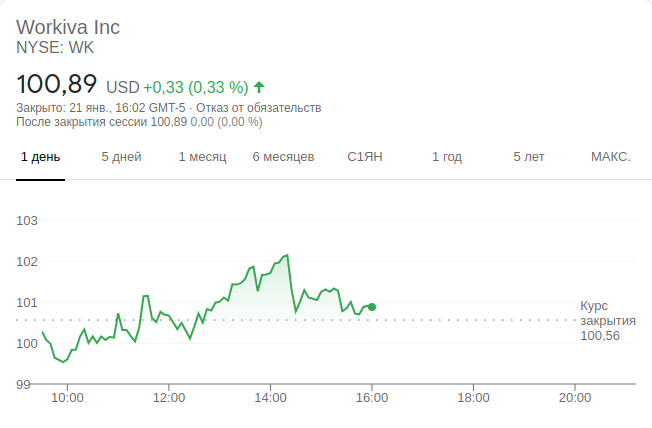 Workiva Inc
NYSE: WK
100,89 USD +0,33 (0,33 %)
Закрыто: 21 янв., 16:02 GMT-5 · Отказ от обязательств
После закрытия сессии 100,89 0,00 (0,00 %)
1 день 5 дней 1 месяц 6 месяцев С1ЯН 1 год 5 лет МАКС.
103
102
101
100
99
Курс
закрытия
100,56
10:00 12:00 14:00 16:00 18:00 20:00